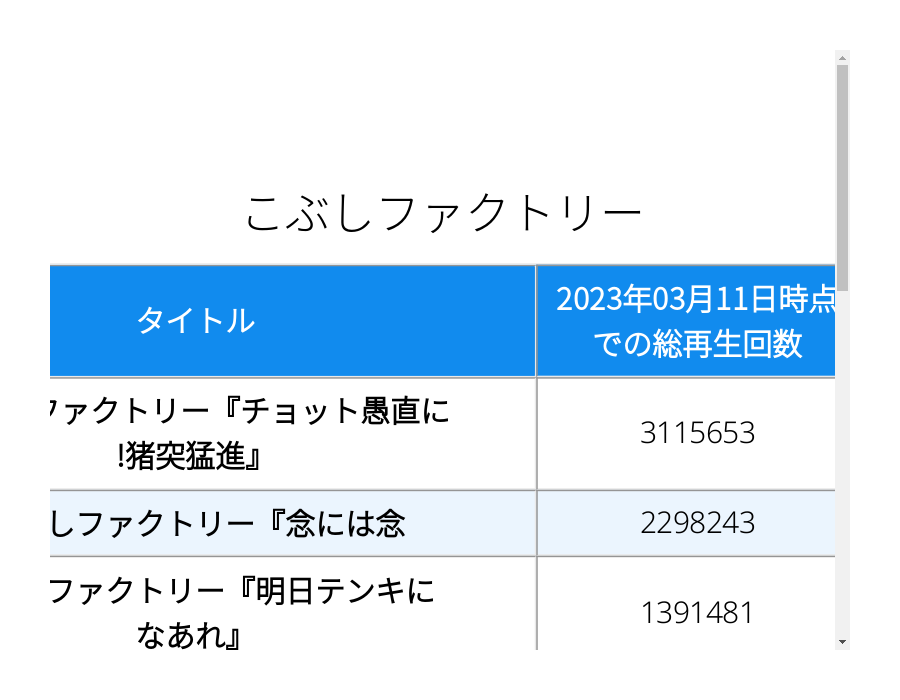 こぶしファクトリー
タイトル
2023年03月11日時点
での総再生回数
ァクトリー『チョット愚直に
!猪突猛進』
3115653
しファクトリー『念には念
2298243
ファクトリー『明日テンキに
なあれ』
1391481